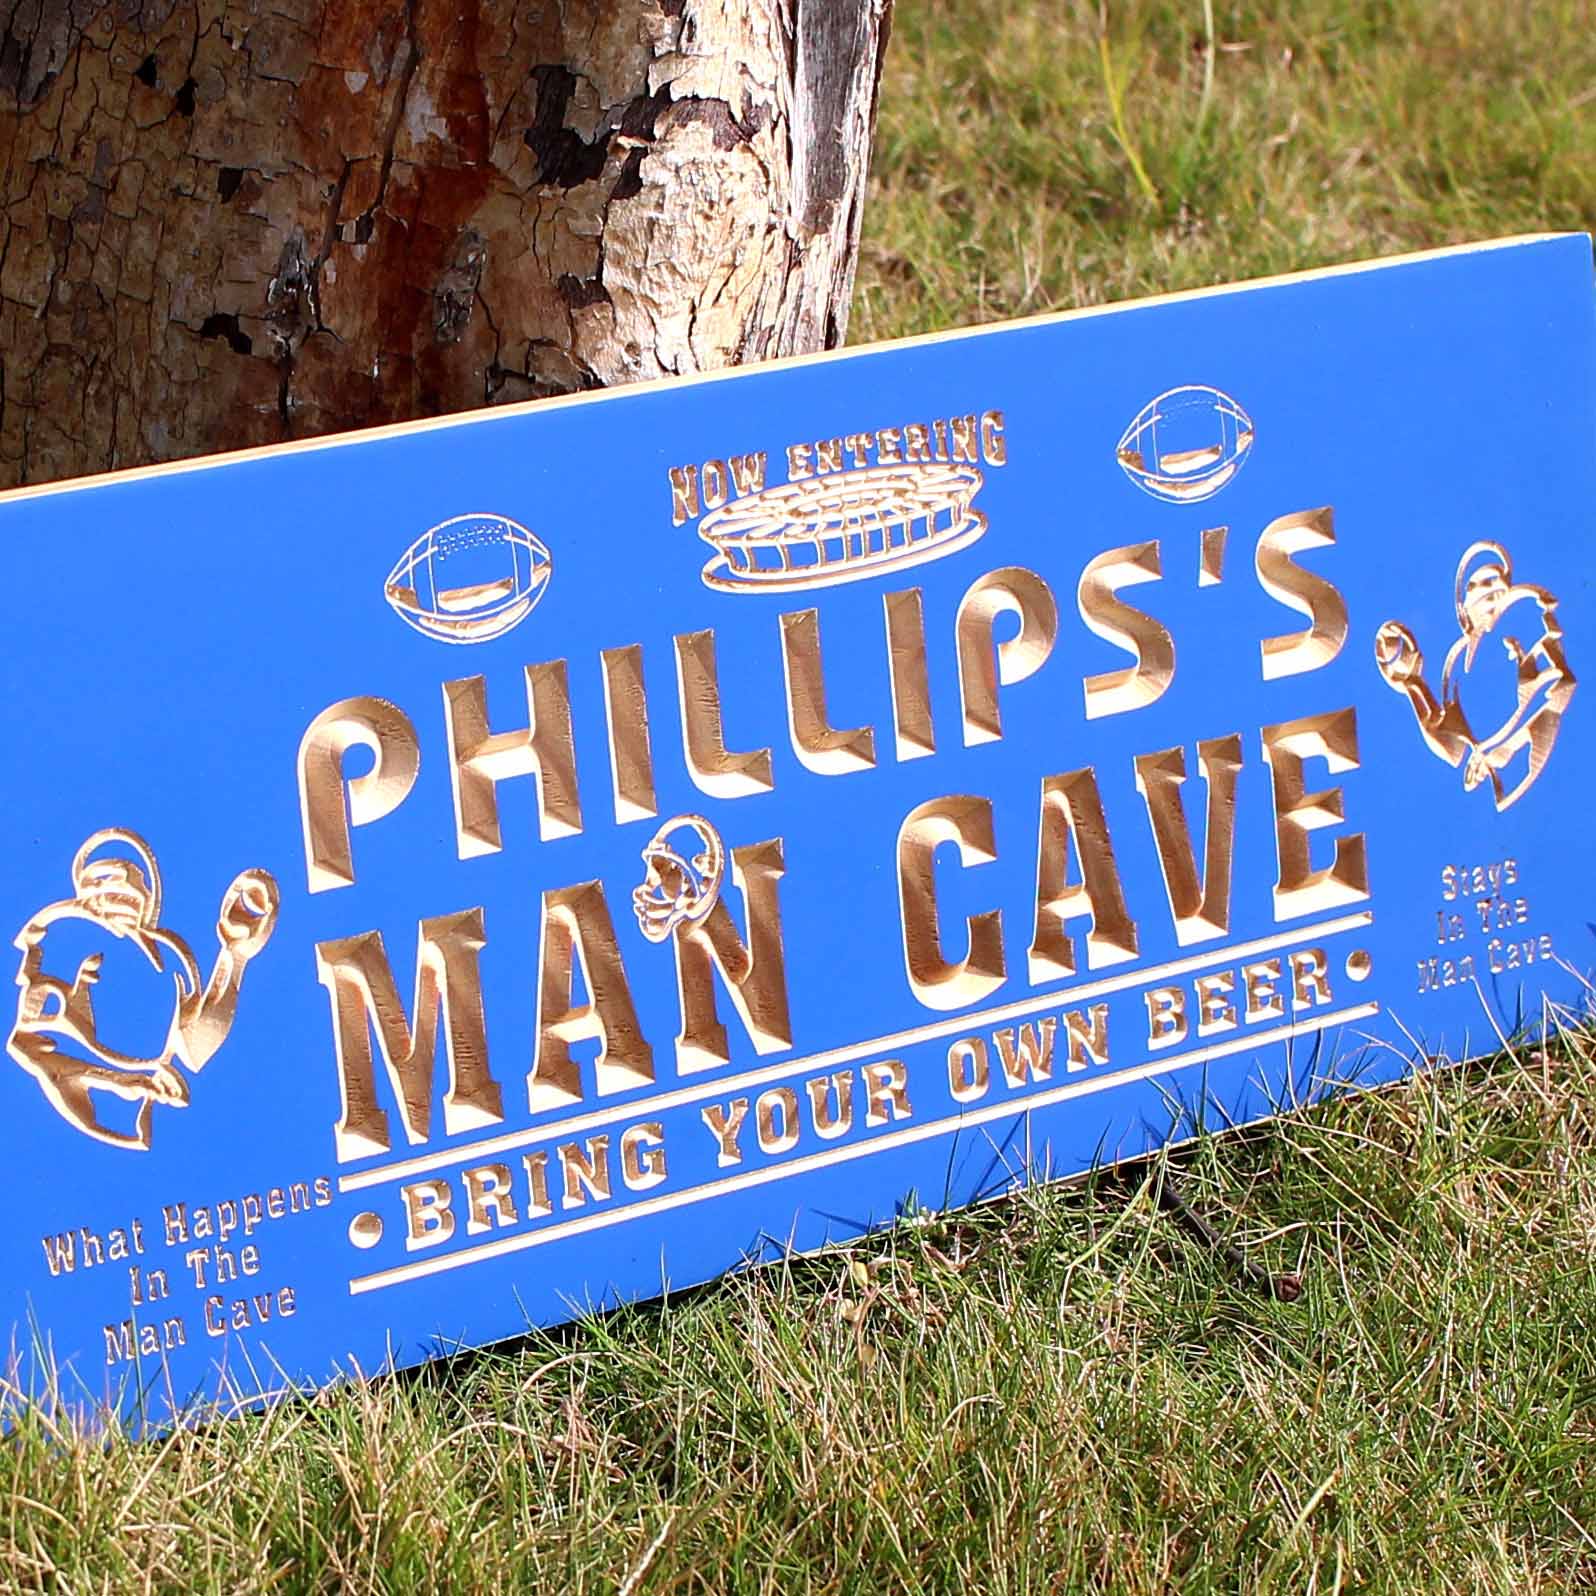 NOW ENTERING
PHILLIPS'S
MAN CAVE
• BRING YOUR OWN BEER •
What Happens
In The
Man Cave
Stays
In The
Man Cave